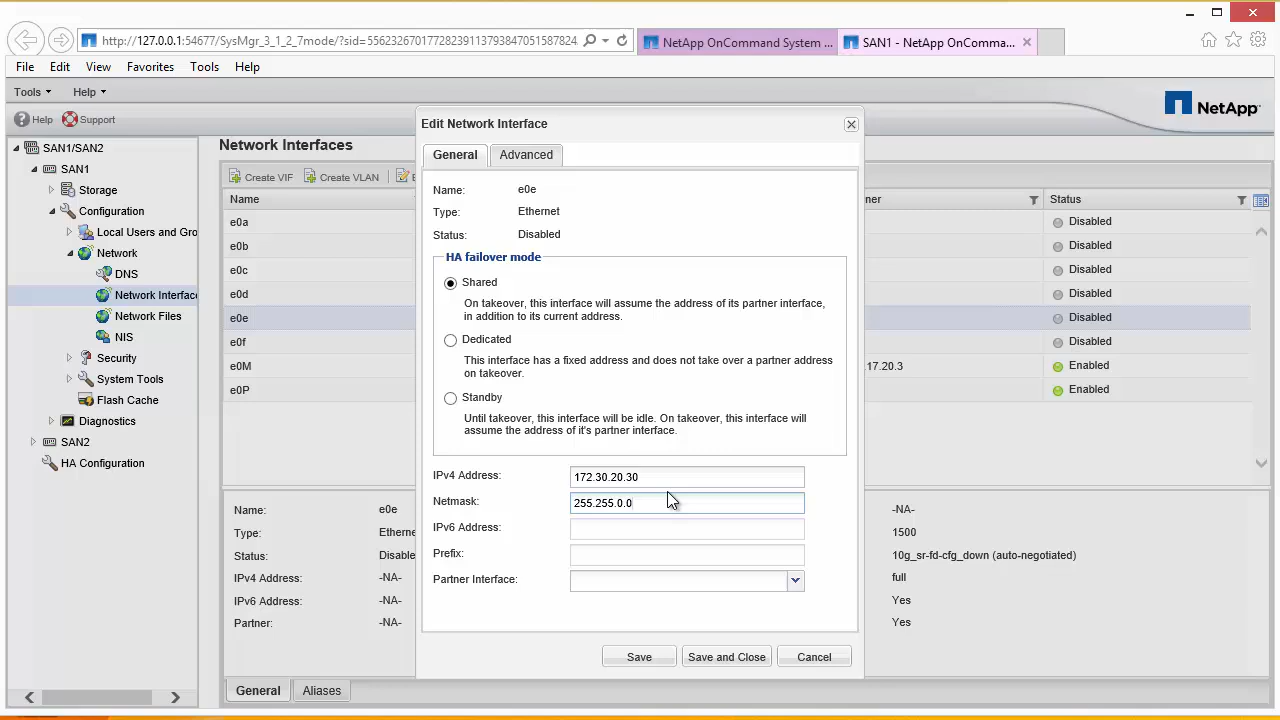 http://127.0.0.1:54677/SysMgr_3_1_2_7mode/?sid=556232670177282391137938470515878​24
NetApp OnCommand System ...
SAN1 - NetApp OnComma...
File Edit View Favorites Tools Help
Tools Help
NetApp
Help Support
SAN1/SAN2
SAN1
Storage
Configuration
Local Users and Gro
Network
DNS
Network Interfac
Network Files
NIS
Security
System Tools
Flash Cache
Diagnostics
SAN2
HA Configuration
Network Interfaces
Create VIF Create VLAN
Name
ner
Status
e0a Disabled
e0b Disabled
e0c Disabled
e0d Disabled
e0e Disabled
e0f Disabled
e0M 17.20.3 Enabled
e0P Enabled
Edit Network Interface
General Advanced
Name: e0e
Type: Ethernet
Status: Disabled
HA failover mode
Shared
On takeover, this interface will assume the address of its partner interface,
in addition to its current address.
Dedicated
This interface has a fixed address and does not take over a partner address
on takeover.
Standby
Until takeover, this interface will be idle. On takeover, this interface will
assume the address of it's partner interface.
IPv4 Address: 172.30.20.30
Netmask: 255.255.0.0
IPv6 Address:
Prefix:
Partner Interface:
Save Save and Close Cancel
Name: e0e -NA-
Type: Etherne 1500
Status: Disable 10g_sr-fd-cfg_down (auto-negotiated)
IPv4 Address: -NA- full
IPv6 Address: -NA- Yes
Partner: -NA- Yes
General Aliases